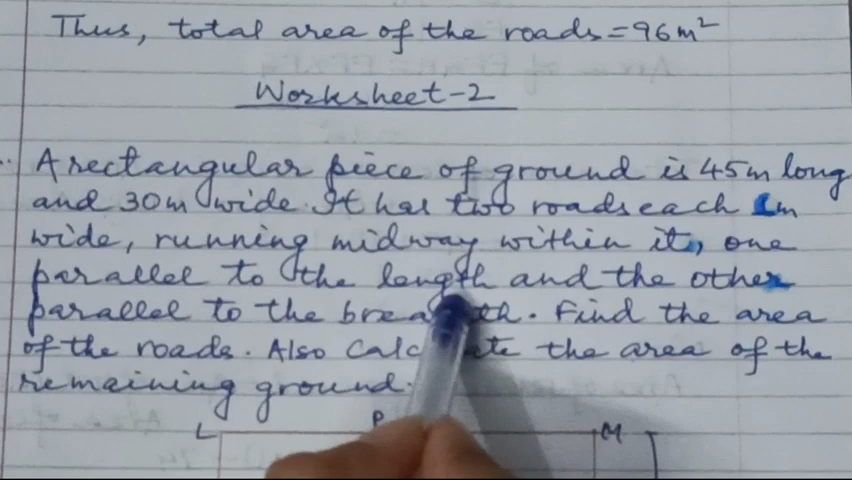 Thus, total area of the roads = 96m²
Worksheet-2
A rectangular piece of ground is 45m long
and 30m wide. It has two roads each m
wide, running midway within it, one
parallel to the length and the other
parallel to the . Find the area
of the roads. Also the area of the
remaining ground.
L P M